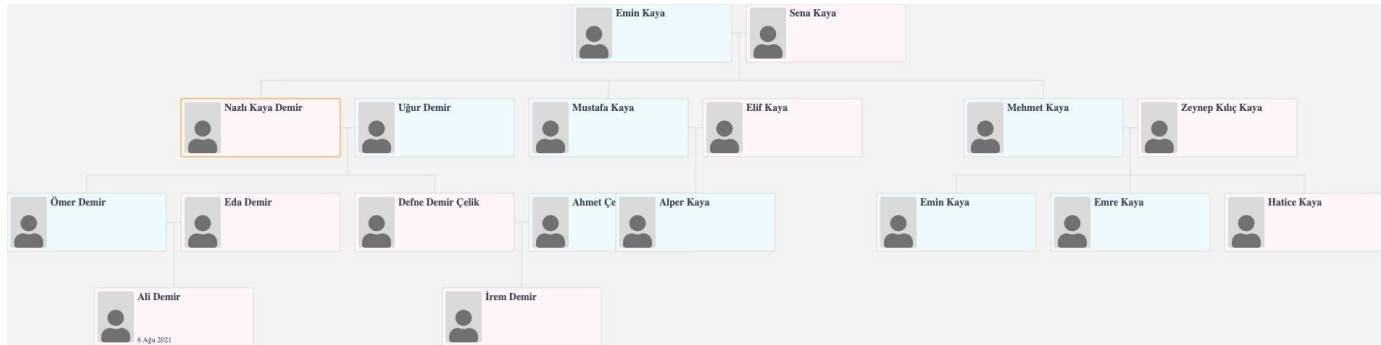 Emin Kaya
Sena Kaya
Nazlı Kaya Demir
Uğur Demir
Mustafa Kaya
Elif Kaya
Mehmet Kaya
Zeynep Kılıç Kaya
Ömer Demir
Eda Demir
Defne Demir Çelik
Ahmet Çe
Alper Kaya
Emin Kaya
Emre Kaya
Hatice Kaya
Ali Demir
6 Ağu 2021
İrem Demir